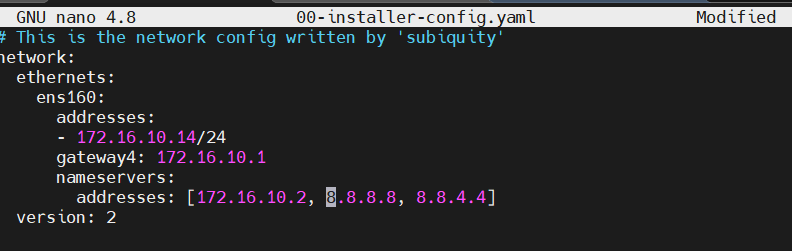 GNU nano 4.8 00-installer-config.yaml Modified
# This is the network config written by 'subiquity'
network:
  ethernets:
    ens160:
      addresses:
      - 172.16.10.14/24
      gateway4: 172.16.10.1
      nameservers:
        addresses: [172.16.10.2, 8.8.8.8, 8.8.4.4]
  version: 2